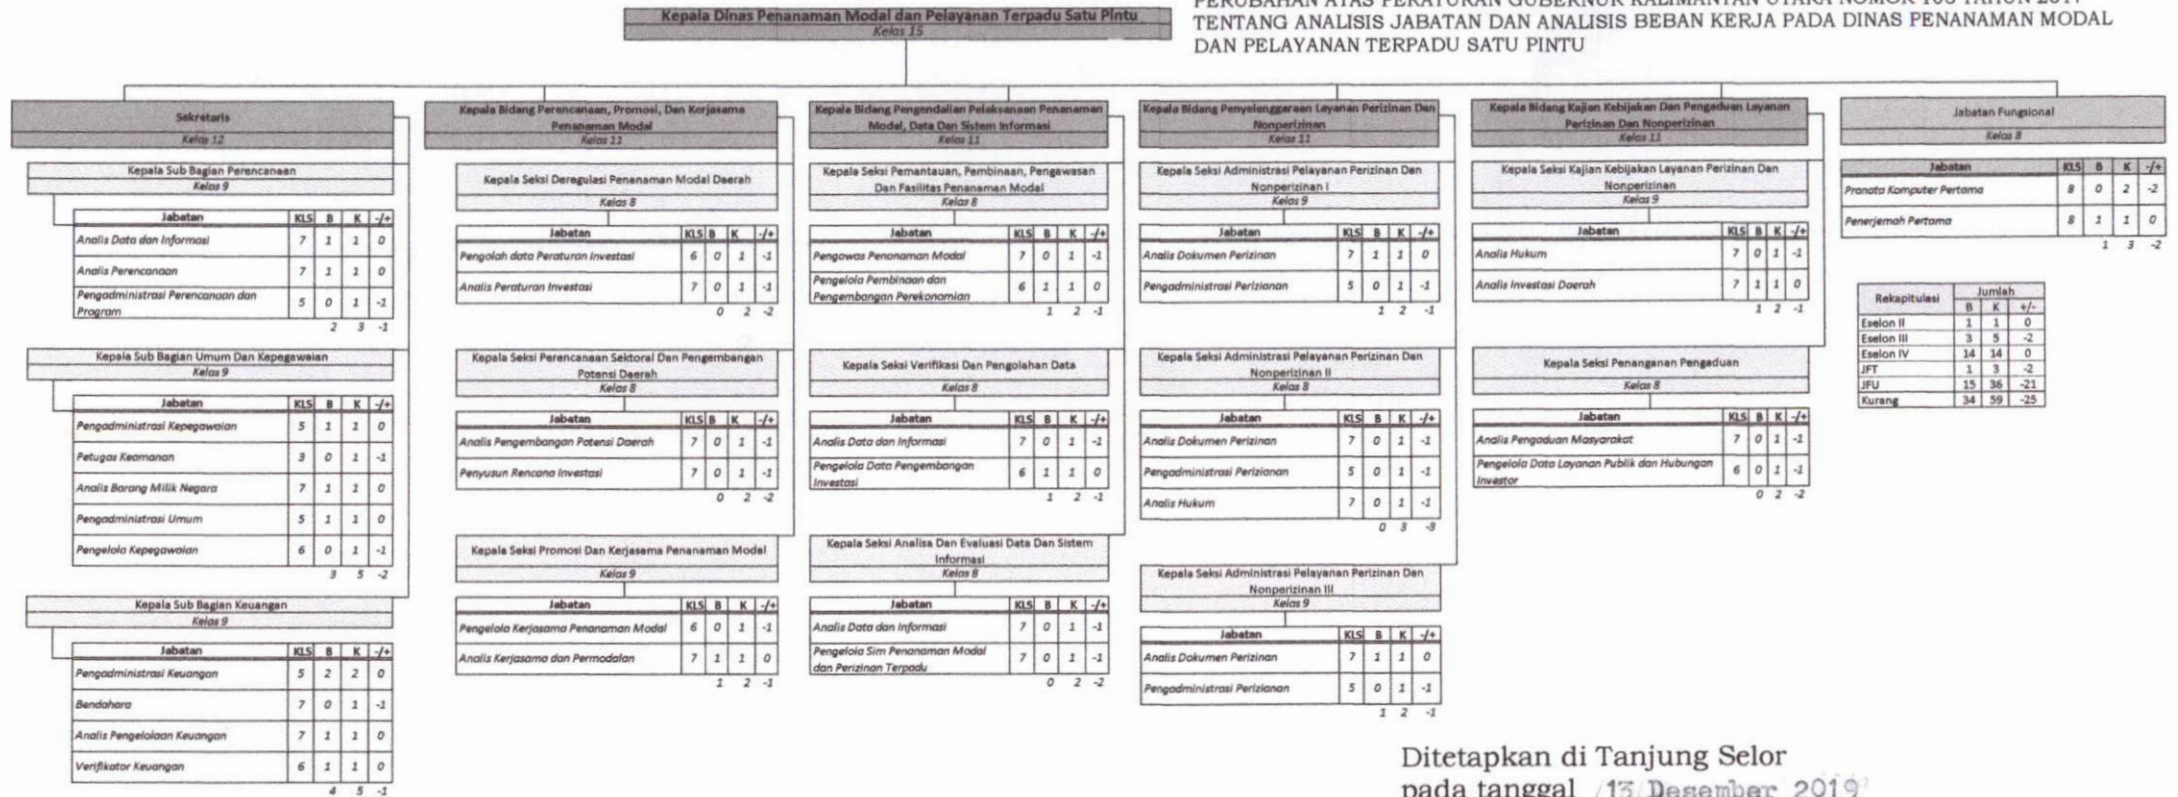 TENTANG ANALISIS JABATAN DAN ANALISIS BEBAN KERJA PADA DINAS PENANAMAN MODAL
DAN PELAYANAN TERPADU SATU PINTU
Kepala Dinas Penanaman Modal dan Pelayanan Terpadu Satu Pintu
Kelas 15
Sekretaris
Kelas 12
Kepala Sub Bagian Perencanaan
Kelas 9
Jabatan KLS B K -/+
Analis Data dan Informasi 7 1 1 0
Analis Perencanaan 7 1 1 0
Pengadministrasi Perencanaan dan
Program 5 0 1 -1
2 3 -1
Kepala Sub Bagian Umum Dan Kepegawaian
Kelas 9
Jabatan KLS B K -/+
Pengadministrasi Kepegawaian 5 1 1 0
Petugas Keamanan 3 0 1 -1
Analis Barang Milik Negara 7 1 1 0
Pengadministrasi Umum 5 1 1 0
Pengelola Kepegawaian 6 0 1 -1
3 5 -2
Kepala Sub Bagian Keuangan
Kelas 9
Jabatan KLS B K -/+
Pengadministrasi Keuangan 5 2 2 0
Bendahara 7 0 1 -1
Analis Pengelolaan Keuangan 7 1 1 0
Verifikator Keuangan 6 1 1 0
4 5 -1
Kepala Bidang Perencanaan, Promosi, Dan Kerjasama
Penanaman Modal
Kelas 11
Kepala Seksi Deregulasi Penanaman Modal Daerah
Kelas 8
Jabatan KLS B K -/+
Pengolah data Peraturan Investasi 6 0 1 -1
Analis Peraturan Investasi 7 0 1 -1
0 2 -2
Kepala Seksi Perencanaan Sektoral Dan Pengembangan
Potensi Daerah
Kelas 8
Jabatan KLS B K -/+
Analis Pengembangan Potensi Daerah 7 0 1 -1
Penyusun Rencana Investasi 7 0 1 -1
0 2 -2
Kepala Seksi Promosi Dan Kerjasama Penanaman Modal
Kelas 9
Jabatan KLS B K -/+
Pengelola Kerjasama Penanaman Modal 6 0 1 -1
Analis Kerjasama dan Permodalan 7 1 1 0
1 2 -1
Kepala Bidang Pengendalian Pelaksanaan Penanaman
Modal, Data Dan Sistem Informasi
Kelas 11
Kepala Seksi Pemantauan, Pembinaan, Pengawasan
Dan Fasilitas Penanaman Modal
Kelas 8
Jabatan KLS B K -/+
Pengawas Penanaman Modal 7 0 1 -1
Pengelola Pembinaan dan
Pengembangan Perekonomian 6 1 1 0
1 2 -1
Kepala Seksi Verifikasi Dan Pengolahan Data
Kelas 8
Jabatan KLS B K -/+
Analis Data dan Informasi 7 0 1 -1
Pengelola Data Pengembangan
Investasi 6 1 1 0
1 2 -1
Kepala Seksi Analisa Dan Evaluasi Data Dan Sistem
Informasi
Kelas 8
Jabatan KLS B K -/+
Analis Data dan Informasi 7 0 1 -1
Pengelola Sim Penanaman Modal
dan Perizinan Terpadu 7 0 1 -1
0 2 -2
Kepala Bidang Penyelenggaraan Layanan Perizinan Dan
Nonperizinan
Kelas 11
Kepala Seksi Administrasi Pelayanan Perizinan Dan
Nonperizinan I
Kelas 9
Jabatan KLS B K -/+
Analis Dokumen Perizinan 7 1 1 0
Pengadministrasi Perizianan 5 0 1 -1
1 2 -1
Kepala Seksi Administrasi Pelayanan Perizinan Dan
Nonperizinan II
Kelas 8
Jabatan KLS B K -/+
Analis Dokumen Perizinan 7 0 1 -1
Pengadministrasi Perizianan 5 0 1 -1
Analis Hukum 7 0 1 -1
0 3 -3
Kepala Seksi Administrasi Pelayanan Perizinan Dan
Nonperizinan III
Kelas 9
Jabatan KLS B K -/+
Analis Dokumen Perizinan 7 1 1 0
Pengadministrasi Perizianan 5 0 1 -1
1 2 -1
Kepala Bidang Kajian Kebijakan Dan Pengaduan Layanan
Perizinan Dan Nonperizinan
Kelas 11
Kepala Seksi Kajian Kebijakan Layanan Perizinan Dan
Nonperizinan
Kelas 9
Jabatan KLS B K -/+
Analis Hukum 7 0 1 -1
Analis Investasi Daerah 7 1 1 0
1 2 -1
Kepala Seksi Penanganan Pengaduan
Kelas 8
Jabatan KLS B K -/+
Analis Pengaduan Masyarakat 7 0 1 -1
Pengelola Data Layanan Publik dan Hubungan
Investor 6 0 1 -1
0 2 -2
Jabatan Fungsional
Kelas 8
Jabatan KLS B K -/+
Pranata Komputer Pertama 8 0 2 -2
Penerjemah Pertama 8 1 1 0
1 3 -2
Rekapitulasi Jumlah
B K +/-
Eselon II 1 1 0
Eselon III 3 5 -2
Eselon IV 14 14 0
JFT 1 3 -2
JFU 15 36 -21
Kurang 34 59 -25
Ditetapkan di Tanjung Selor
pada tanggal 13 Desember 2019